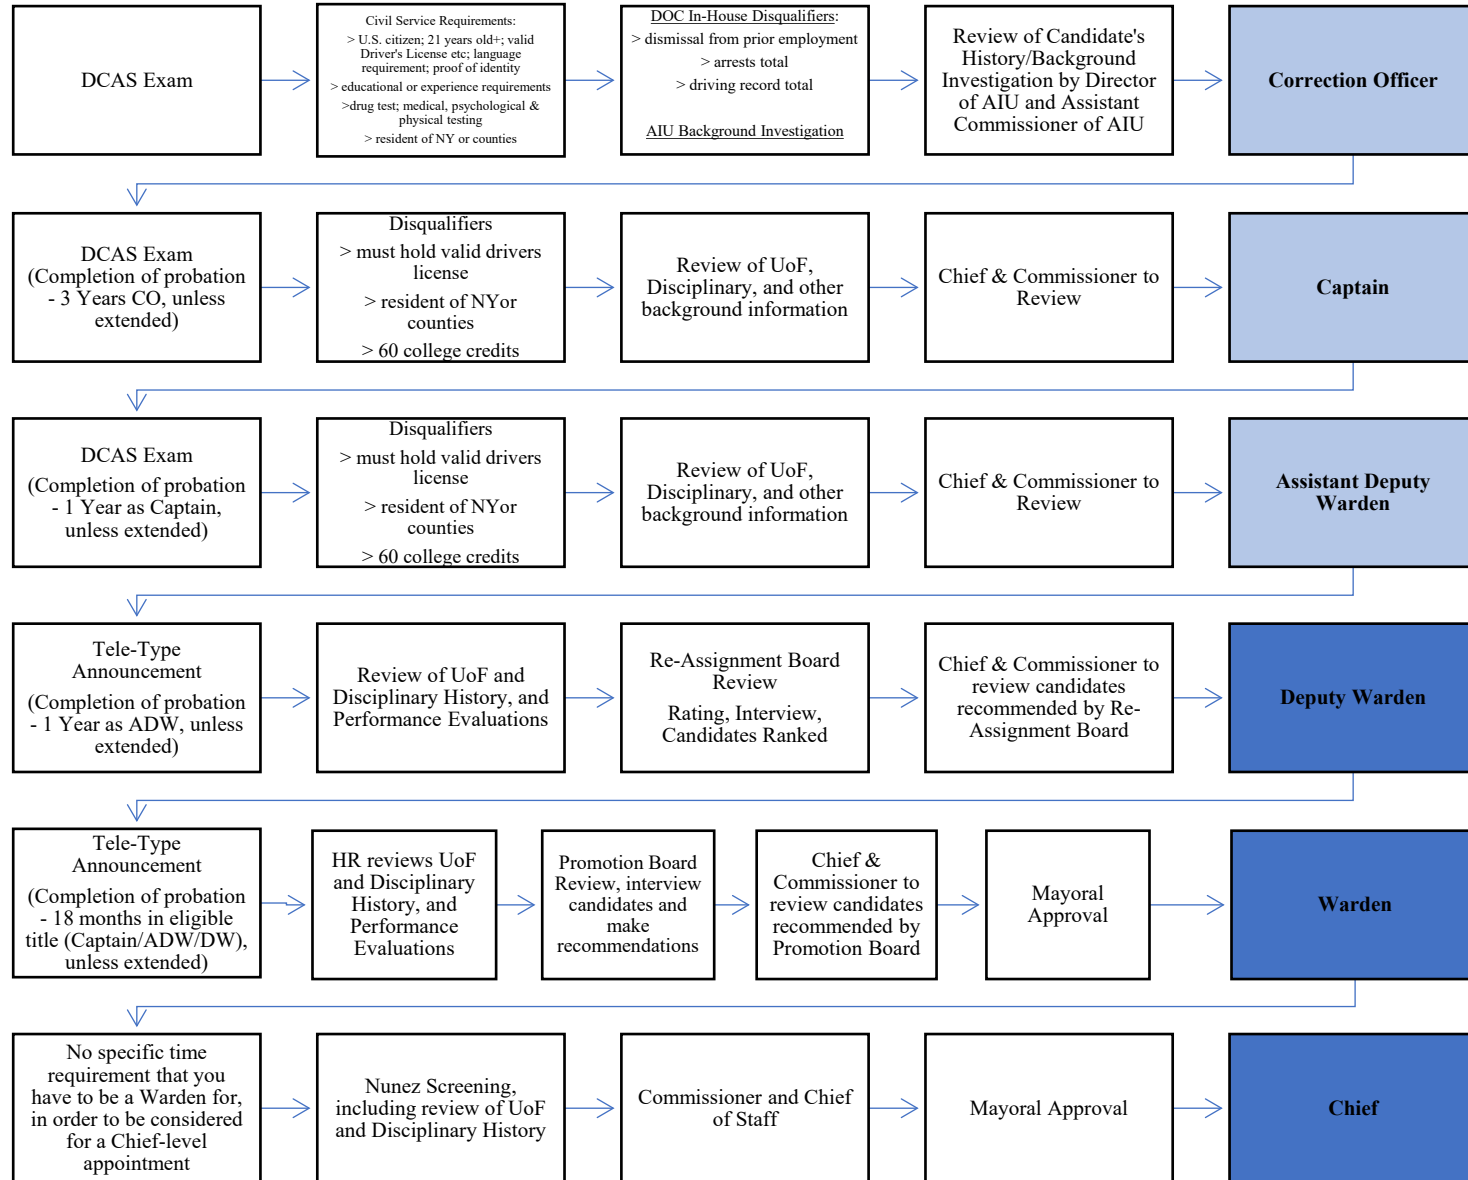 DCAS Exam
Civil Service Requirements:
> U.S. citizen; 21 years old+; valid
Driver's License etc; language
requirement; proof of identity
> educational or experience requirements
>drug test; medical, psychological &
physical testing
> resident of NY or counties
DOC In-House Disqualifiers:
> dismissal from prior employment
> arrests total
> driving record total
AIU Background Investigation
Review of Candidate's
History/Background
Investigation by Director
of AIU and Assistant
Commissioner of AIU
Correction Officer
DCAS Exam
(Completion of probation
- 3 Years CO, unless
extended)
Disqualifiers
> must hold valid drivers
license
> resident of NYor
counties
> 60 college credits
Review of UoF,
Disciplinary, and other
background information
Chief & Commissioner to
Review
Captain
DCAS Exam
(Completion of probation
- 1 Year as Captain,
unless extended)
Disqualifiers
> must hold valid drivers
license
> resident of NYor
counties
> 60 college credits
Review of UoF,
Disciplinary, and other
background information
Chief & Commissioner to
Review
Assistant Deputy
Warden
Tele-Type
Announcement
(Completion of probation
- 1 Year as ADW, unless
extended)
Review of UoF and
Disciplinary History, and
Performance Evaluations
Re-Assignment Board
Review
Rating, Interview,
Candidates Ranked
Chief & Commissioner to
review candidates
recommended by Re-
Assignment Board
Deputy Warden
Tele-Type
Announcement
(Completion of probation
- 18 months in eligible
title (Captain/ADW/DW),
unless extended)
HR reviews UoF
and Disciplinary
History, and
Performance
Evaluations
Promotion Board
Review, interview
candidates and
make
recommendations
Chief &
Commissioner to
review candidates
recommended by
Promotion Board
Mayoral
Approval
Warden
No specific time
requirement that you
have to be a Warden for,
in order to be considered
for a Chief-level
appointment
Nunez Screening,
including review of UoF
and Disciplinary History
Commissioner and Chief
of Staff
Mayoral Approval
Chief